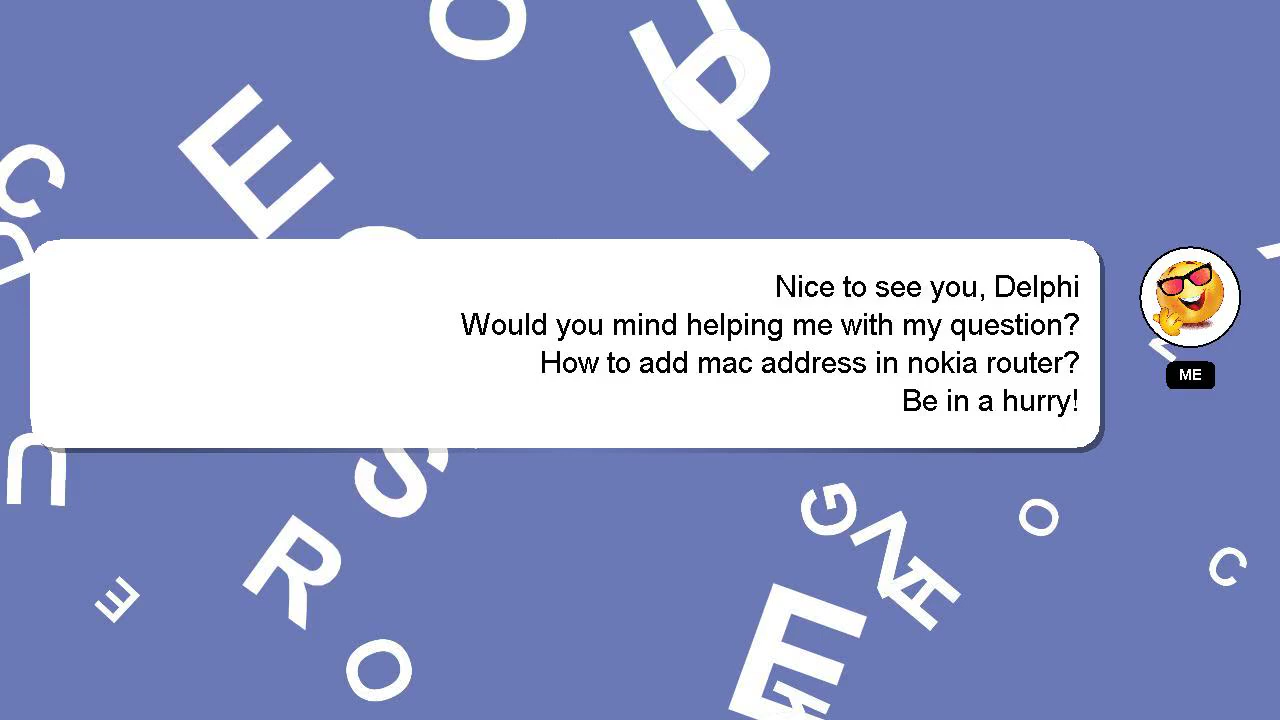 Nice to see you, Delphi
Would you mind helping me with my question?
How to add mac address in nokia router?
Be in a hurry!
ME